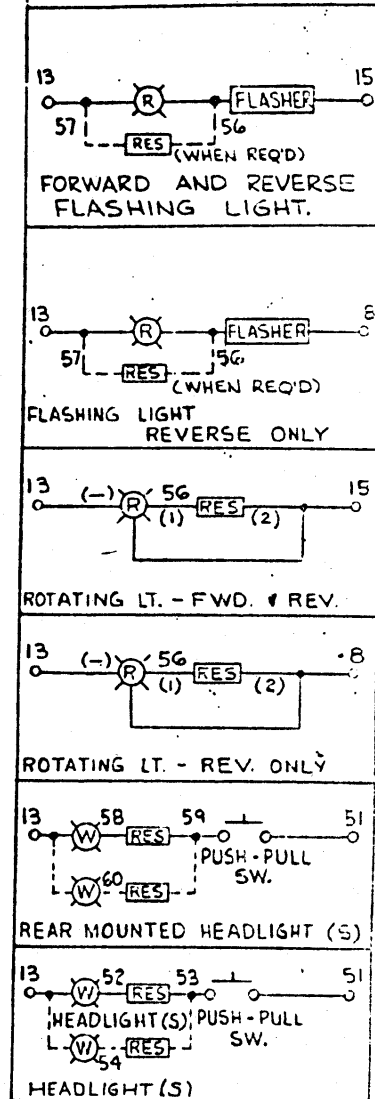 13 15
R FLASHER
57 56
RES (WHEN REQ'D)
FORWARD AND REVERSE
FLASHING LIGHT.
13 8
R FLASHER
57 56
RES (WHEN REQ'D)
FLASHING LIGHT
REVERSE ONLY
13 (-) 56 15
R RES
(1) (2)
ROTATING LT. - FWD. & REV.
13 (-) 56 8
R RES
(1) (2)
ROTATING LT. - REV. ONLY
13 58 59 51
W RES
PUSH-PULL
W 60 RES SW.
REAR MOUNTED HEADLIGHT (S)
13 52 53 51
W RES
HEADLIGHT(S) PUSH-PULL
W 54 RES SW.
HEADLIGHT (S)